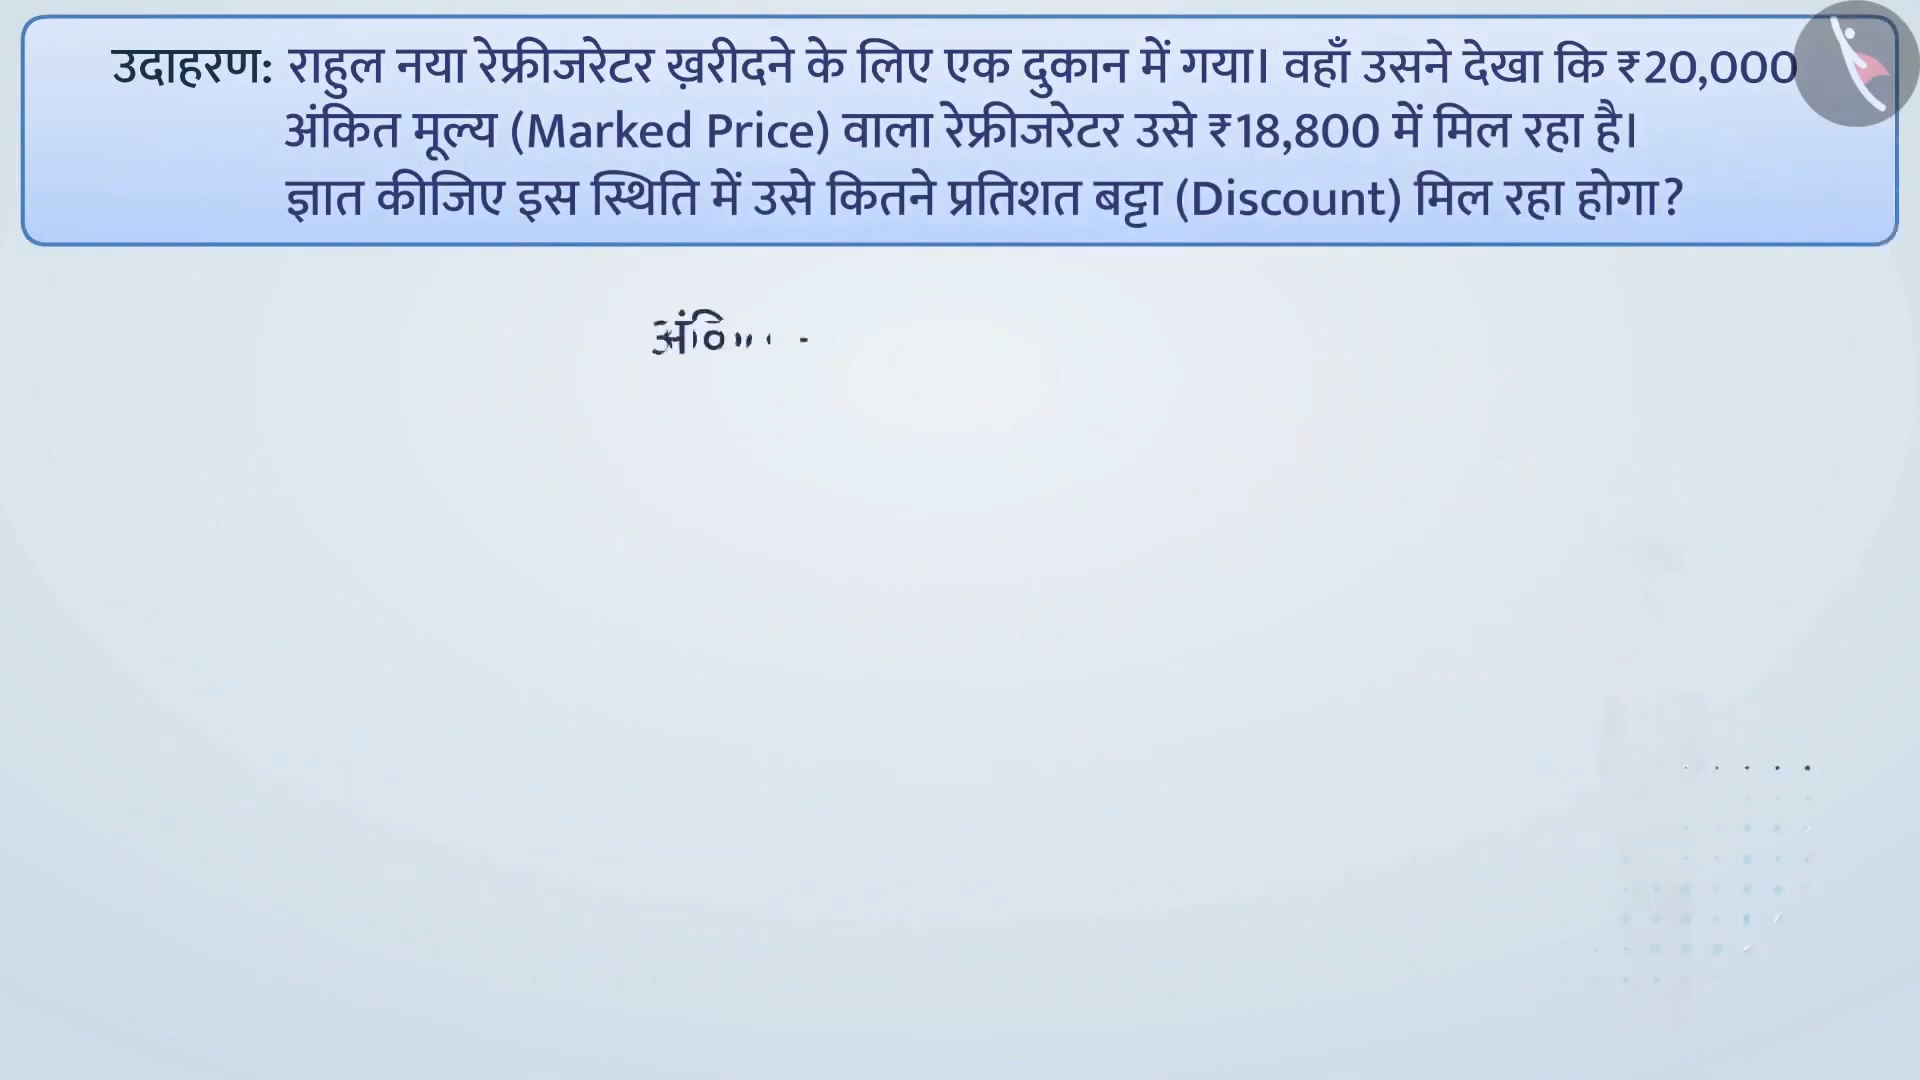 उदाहरण: राहुल नया रेफ्रीजरेटर ख़रीदने के लिए एक दुकान में गया। वहाँ उसने देखा कि ₹20,000
अंकित मूल्य (Marked Price) वाला रेफ्रीजरेटर उसे ₹18,800 में मिल रहा है।
ज्ञात कीजिए इस स्थिति में उसे कितने प्रतिशत बट्टा (Discount) मिल रहा होगा?